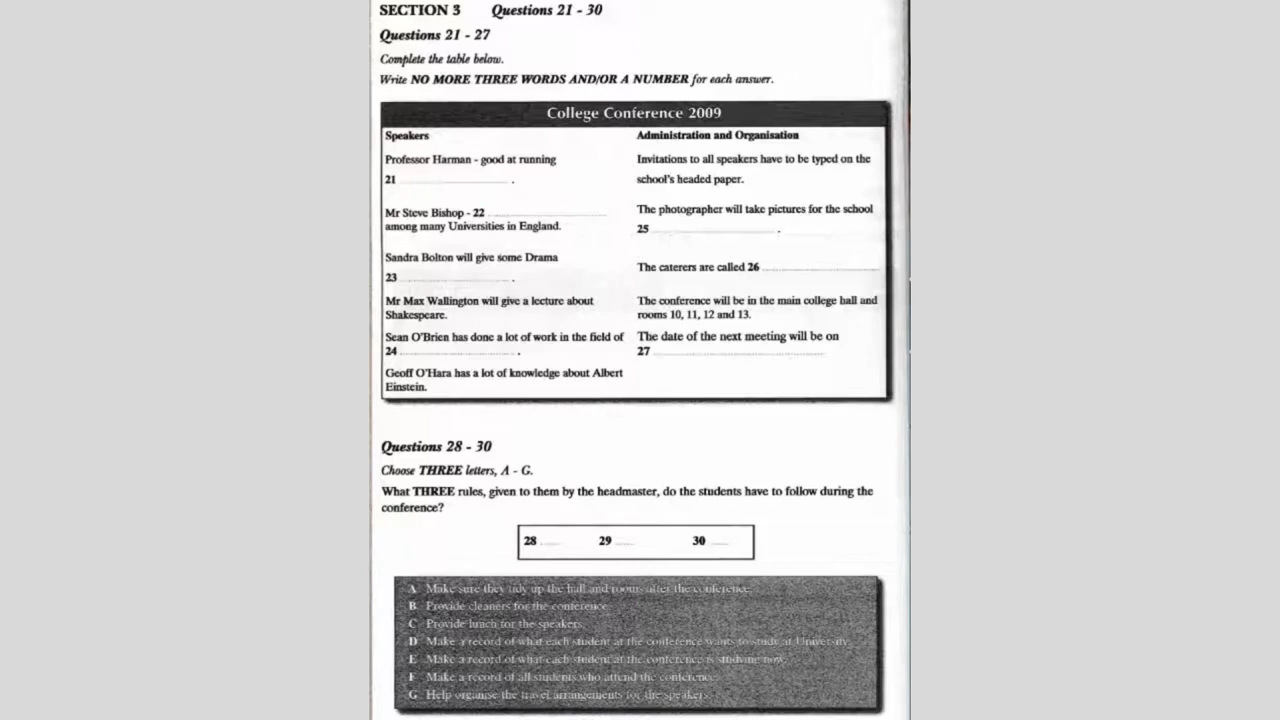 SECTION 3 Questions 21 - 30
Questions 21 - 27
Complete the table below.
Write NO MORE THREE WORDS AND/OR A NUMBER for each answer.
College Conference 2009
Speakers
Professor Harman - good at running
21 .
Mr Steve Bishop - 22
among many Universities in England.
Sandra Bolton will give some Drama
23 .
Mr Max Wallington will give a lecture about
Shakespeare.
Sean O'Brien has done a lot of work in the field of
24 .
Geoff O'Hara has a lot of knowledge about Albert
Einstein.
Administration and Organisation
Invitations to all speakers have to be typed on the
school's headed paper.
The photographer will take pictures for the school
25 .
The caterers are called 26
The conference will be in the main college hall and
rooms 10, 11, 12 and 13.
The date of the next meeting will be on
27
Questions 28 - 30
Choose THREE letters, A - G.
What THREE rules, given to them by the headmaster, do the students have to follow during the
conference?
28 29 30
A Make sure they tidy up the hall and rooms after the conference.
B Provide cleaners for the conference.
C Provide lunch for the speakers.
D Make a record of what each student at the conference wants to study at University.
E Make a record of what each student at the conference is studying now.
F Make a record of all students who attend the conference.
G Help organise the travel arrangements for the speakers.